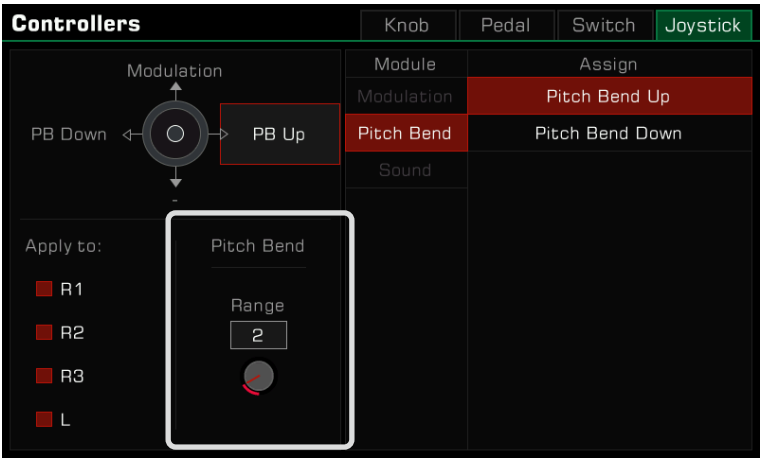 Controllers
Knob
Pedal
Switch
Joystick
Modulation
PB Down
PB Up
-
Module
Assign
Modulation
Pitch Bend Up
Pitch Bend
Pitch Bend Down
Sound
Apply to:
R1
R2
R3
L
Pitch Bend
Range
2